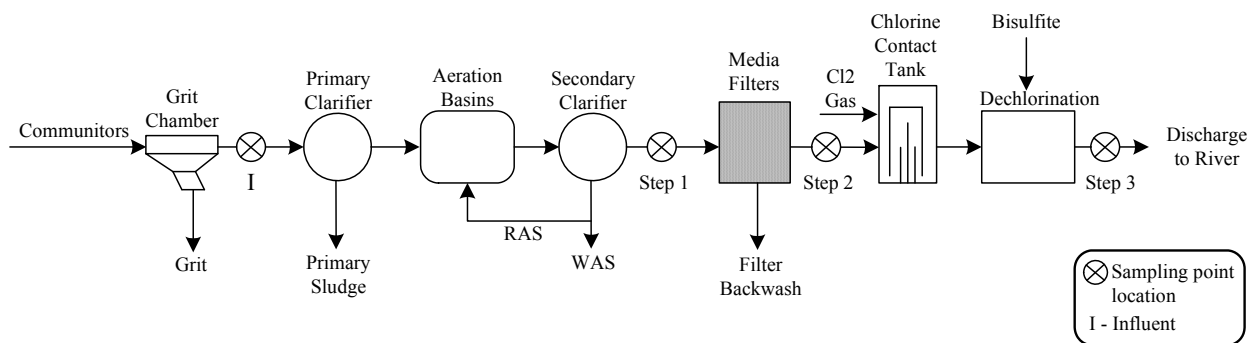 Communitors
Grit
Chamber
I
Grit
Primary
Clarifier
Primary
Sludge
Aeration
Basins
RAS
Secondary
Clarifier
WAS
Step 1
Media
Filters
Filter
Backwash
Step 2
Cl2
Gas
Chlorine
Contact
Tank
Bisulfite
Dechlorination
Step 3
Discharge
to River
Sampling point
location
I - Influent